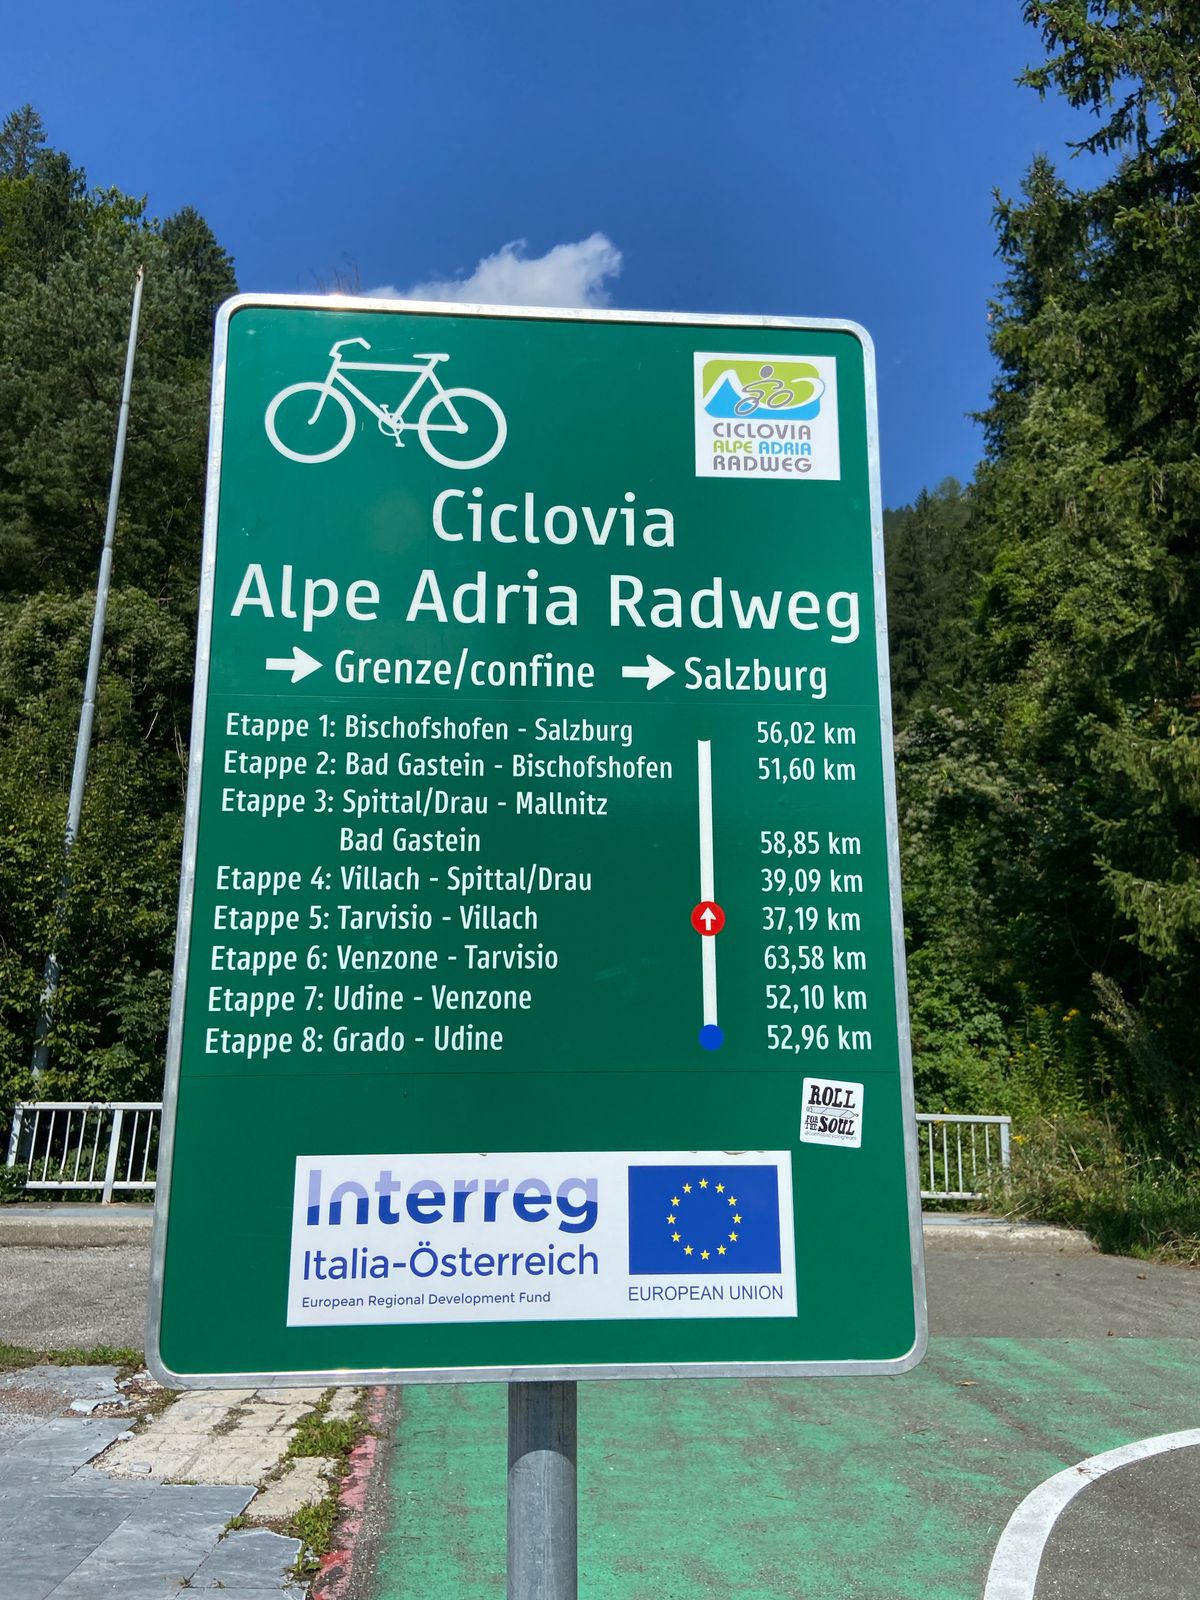 CICLOVIA
ALPE ADRIA
RADWEG
Ciclovia
Alpe Adria Radweg
→ Grenze/confine → Salzburg
Etappe 1: Bischofshofen - Salzburg 56,02 km
Etappe 2: Bad Gastein - Bischofshofen 51,60 km
Etappe 3: Spittal/Drau - Mallnitz
Bad Gastein 58,85 km
Etappe 4: Villach - Spittal/Drau 39,09 km
Etappe 5: Tarvisio - Villach 37,19 km
Etappe 6: Venzone - Tarvisio 63,58 km
Etappe 7: Udine - Venzone 52,10 km
Etappe 8: Grado - Udine 52,96 km
ROLL
FOR THE SOUL
Interreg
Italia-Österreich
European Regional Development Fund
EUROPEAN UNION